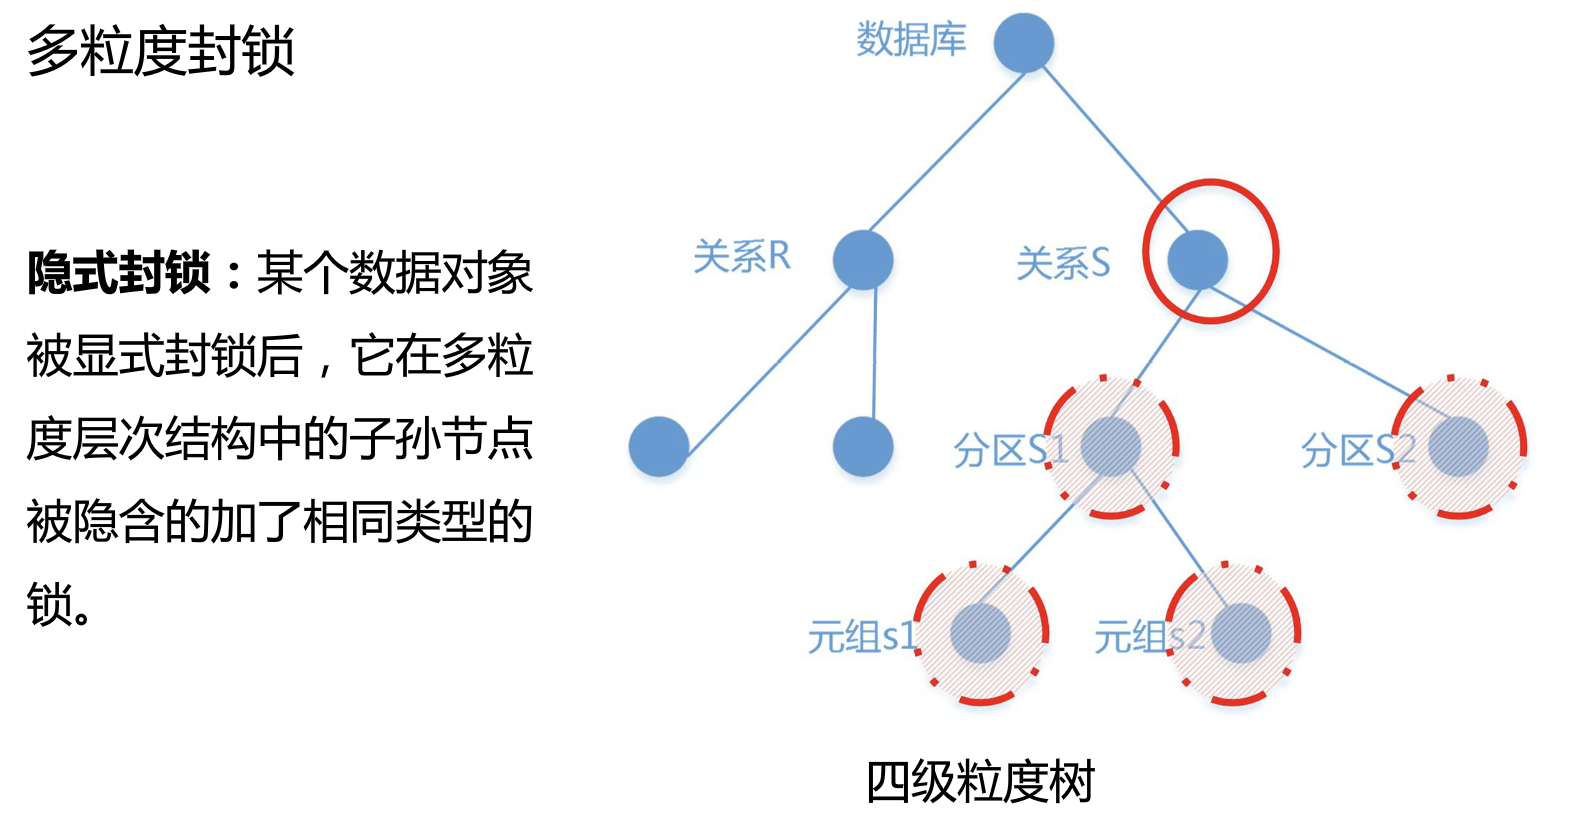 多粒度封锁
隐式封锁：某个数据对象
被显式封锁后，它在多粒
度层次结构中的子孙节点
被隐含的加了相同类型的
锁。
数据库
关系R
关系S
分区S1
分区S2
元组s1
元组s2
四级粒度树